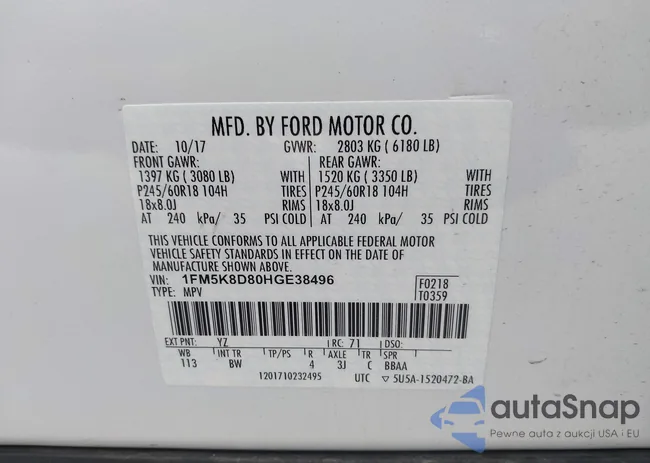 MFD. BY FORD MOTOR CO.
DATE: 10/17 GVWR: 2803 KG ( 6180 LB)
FRONT GAWR: REAR GAWR:
1397 KG ( 3080 LB) WITH 1520 KG ( 3350 LB) WITH
P245/60R18 104H TIRES P245/60R18 104H TIRES
18x8.0J RIMS 18x8.0J RIMS
AT 240 kPa/ 35 PSI COLD AT 240 kPa/ 35 PSI COLD
THIS VEHICLE CONFORMS TO ALL APPLICABLE FEDERAL MOTOR
VEHICLE SAFETY STANDARDS IN EFFECT ON THE DATE OF
MANUFACTURE SHOWN ABOVE.
VIN: 1FM5K8D80HGE38496 F0218
TYPE: MPV T0359
EXT PNT: YZ RC: 71 DSO:
WB INT TR TP/PS R AXLE TR SPR
113 BW 4 3J C BBAA
1201710232495 UTC ▽ 5U5A-1520472-BA
autaSnap
Pewne auta z aukcji USA i EU